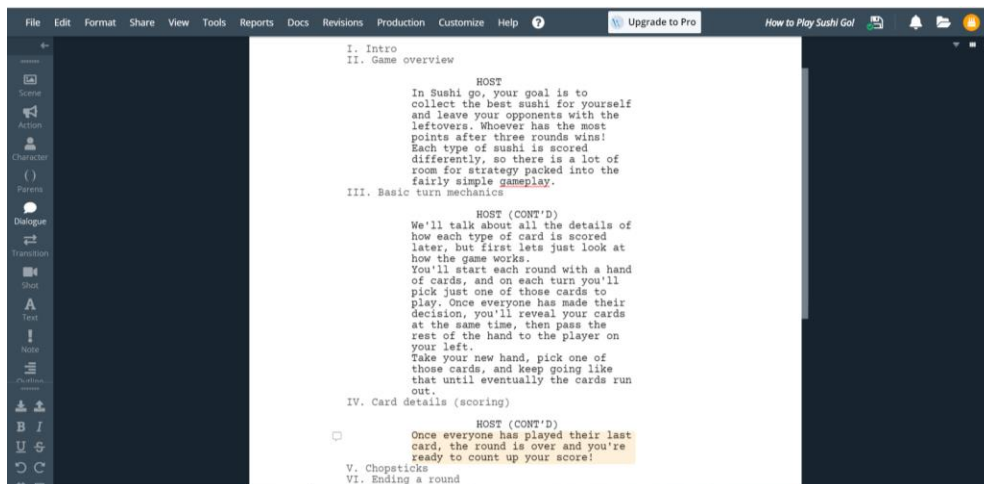 File Edit Format Share View Tools Reports Docs Revisions Production Customize Help ? Upgrade to Pro How to Play Sushi Go!
Scene
Action
Character
( )
Parens
Dialogue
Transition
Shot
A
Text
!
Note
Outline
B I
U S
I. Intro
II. Game overview
HOST
In Sushi go, your goal is to
collect the best sushi for yourself
and leave your opponents with the
leftovers. Whoever has the most
points after three rounds wins!
Each type of sushi is scored
differently, so there is a lot of
room for strategy packed into the
fairly simple gameplay.
III. Basic turn mechanics
HOST (CONT'D)
We'll talk about all the details of
how each type of card is scored
later, but first lets just look at
how the game works.
You'll start each round with a hand
of cards, and on each turn you'll
pick just one of those cards to
play. Once everyone has made their
decision, you'll reveal your cards
at the same time, then pass the
rest of the hand to the player on
your left.
Take your new hand, pick one of
those cards, and keep going like
that until eventually the cards run
out.
IV. Card details (scoring)
HOST (CONT'D)
Once everyone has played their last
card, the round is over and you're
ready to count up your score!
V. Chopsticks
VI. Ending a round